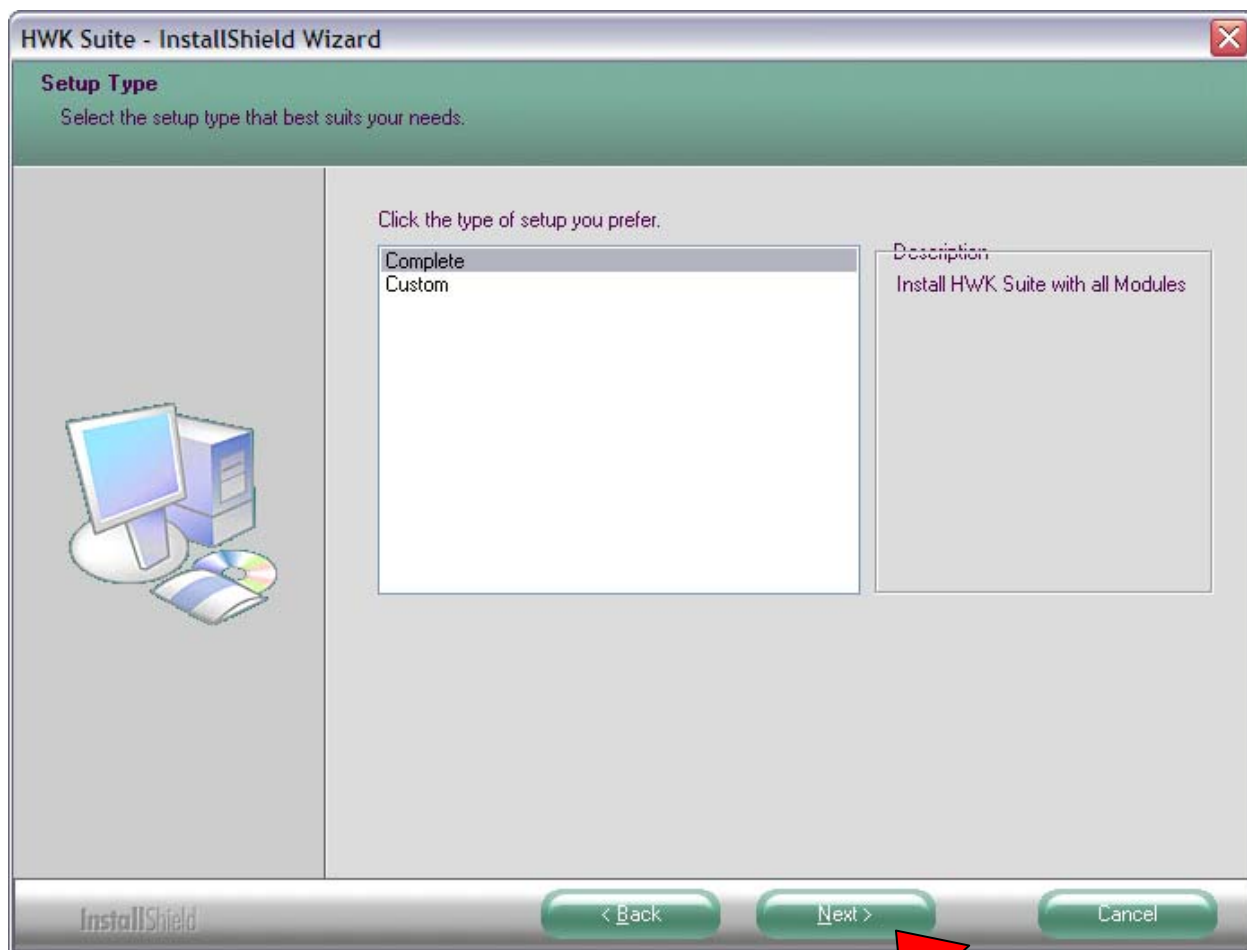 HWK Suite - InstallShield Wizard
Setup Type
Select the setup type that best suits your needs.
Click the type of setup you prefer.
Complete
Custom
Description
Install HWK Suite with all Modules
InstallShield
< Back
Next >
Cancel